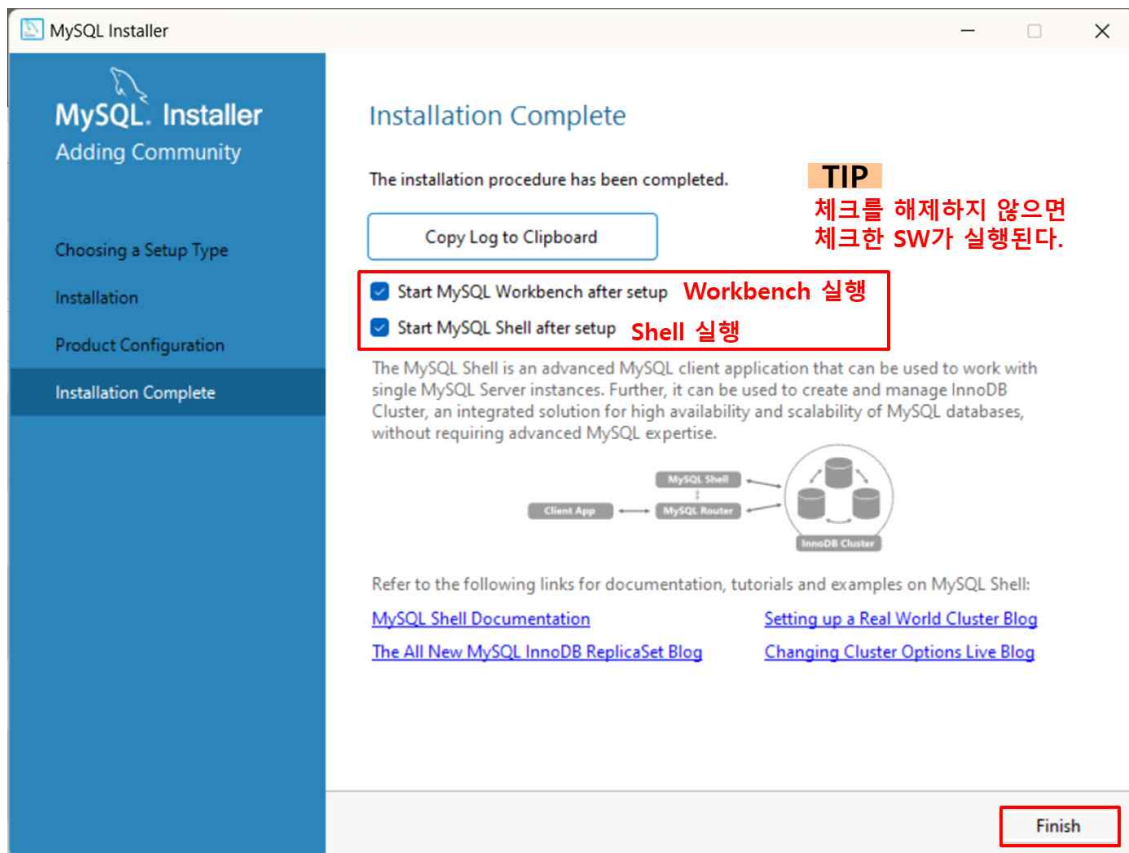 MySQL Installer
MySQL. Installer
Adding Community
Choosing a Setup Type
Installation
Product Configuration
Installation Complete
Installation Complete
The installation procedure has been completed.
TIP
체크를 해제하지 않으면
체크한 SW가 실행된다.
Copy Log to Clipboard
Start MySQL Workbench after setup Workbench 실행
Start MySQL Shell after setup Shell 실행
The MySQL Shell is an advanced MySQL client application that can be used to work with
single MySQL Server instances. Further, it can be used to create and manage InnoDB
Cluster, an integrated solution for high availability and scalability of MySQL databases,
without requiring advanced MySQL expertise.
MySQL Shell
Client App
MySQL Router
InnoDB Cluster
Refer to the following links for documentation, tutorials and examples on MySQL Shell:
MySQL Shell Documentation
Setting up a Real World Cluster Blog
The All New MySQL InnoDB ReplicaSet Blog
Changing Cluster Options Live Blog
Finish